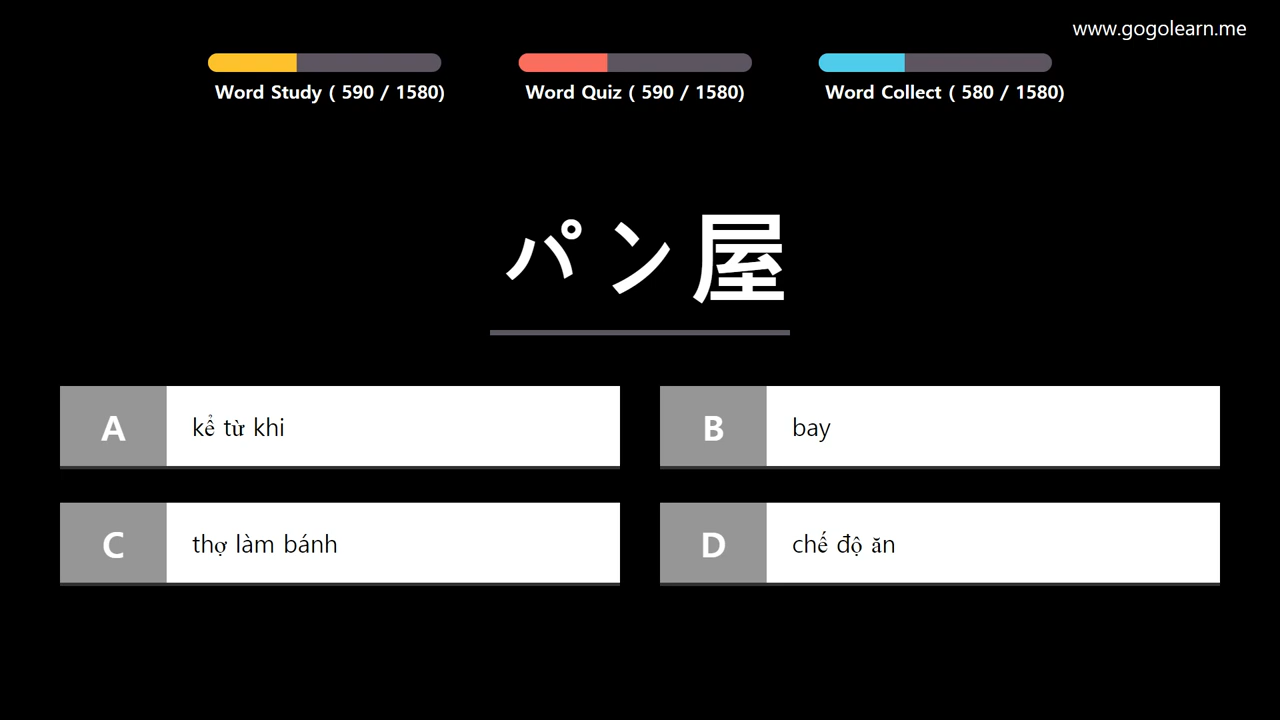 www.gogolearn.me
Word Study ( 590 / 1580)
Word Quiz ( 590 / 1580)
Word Collect ( 580 / 1580)
パン屋
A kể từ khi
B bay
C thợ làm bánh
D chế độ ăn